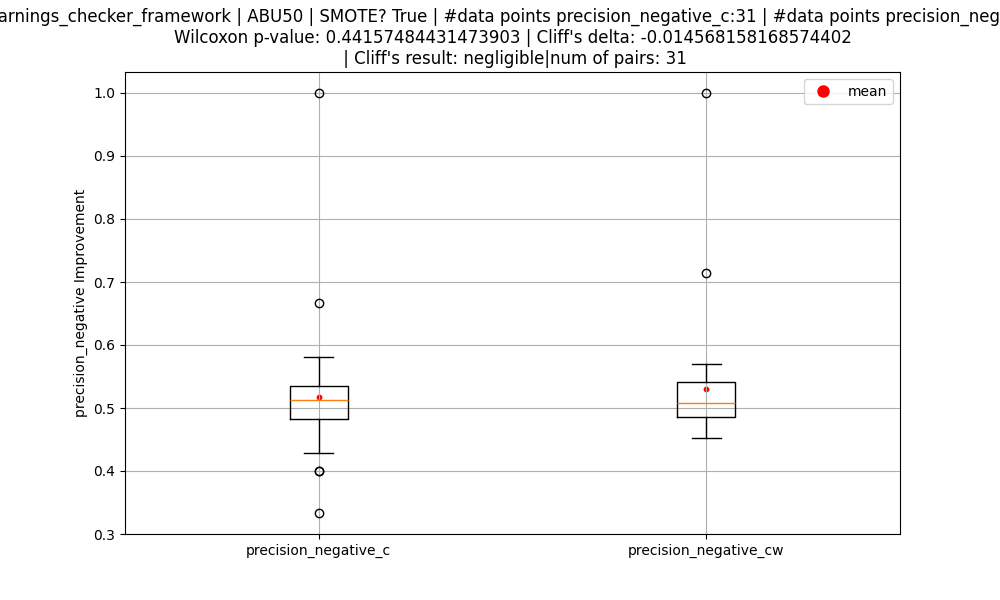 arnings_checker_framework | ABU50 | SMOTE? True | #data points precision_negative_c:31 | #data points precision_neg
Wilcoxon p-value: 0.44157484431473903 | Cliff's delta: -0.014568158168574402
| Cliff's result: negligible|num of pairs: 31
mean
1.0
0.9
0.8
0.7
0.6
0.5
0.4
0.3
precision_negative Improvement
precision_negative_c
precision_negative_cw